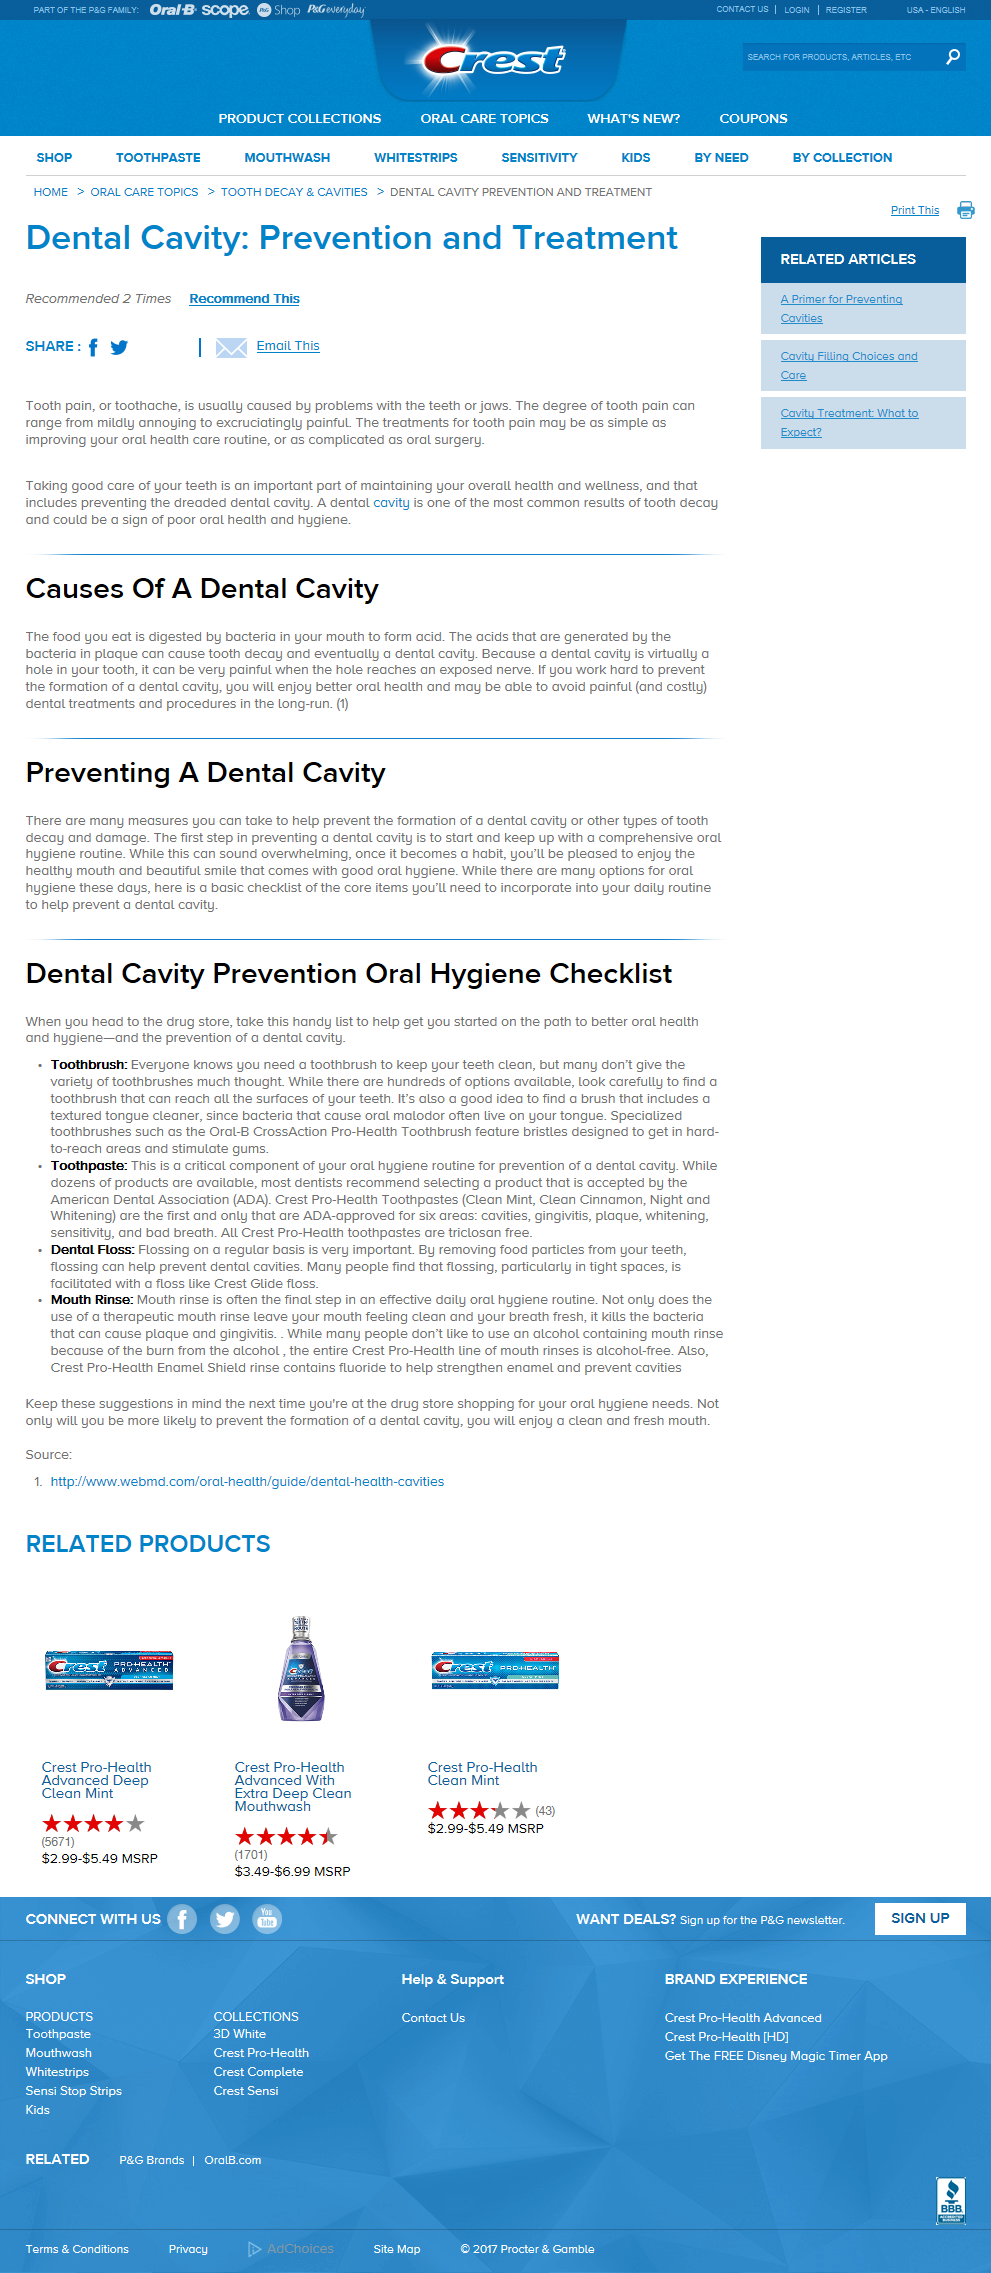 PART OF THE P&G FAMILY: Oral-B scope P&G Shop P&G everyday
CONTACT US | LOGIN | REGISTER USA - ENGLISH
Crest
SEARCH FOR PRODUCTS, ARTICLES, ETC
PRODUCT COLLECTIONS ORAL CARE TOPICS WHAT'S NEW? COUPONS
SHOP TOOTHPASTE MOUTHWASH WHITESTRIPS SENSITIVITY KIDS BY NEED BY COLLECTION
HOME > ORAL CARE TOPICS > TOOTH DECAY & CAVITIES > DENTAL CAVITY PREVENTION AND TREATMENT
Print This
Dental Cavity: Prevention and Treatment
Recommended 2 Times Recommend This
SHARE : | Email This
RELATED ARTICLES
A Primer for Preventing
Cavities
Cavity Filling Choices and
Care
Cavity Treatment: What to
Expect?
Tooth pain, or toothache, is usually caused by problems with the teeth or jaws. The degree of tooth pain can
range from mildly annoying to excruciatingly painful. The treatments for tooth pain may be as simple as
improving your oral health care routine, or as complicated as oral surgery.
Taking good care of your teeth is an important part of maintaining your overall health and wellness, and that
includes preventing the dreaded dental cavity. A dental cavity is one of the most common results of tooth decay
and could be a sign of poor oral health and hygiene.
Causes Of A Dental Cavity
The food you eat is digested by bacteria in your mouth to form acid. The acids that are generated by the
bacteria in plaque can cause tooth decay and eventually a dental cavity. Because a dental cavity is virtually a
hole in your tooth, it can be very painful when the hole reaches an exposed nerve. If you work hard to prevent
the formation of a dental cavity, you will enjoy better oral health and may be able to avoid painful (and costly)
dental treatments and procedures in the long-run. (1)
Preventing A Dental Cavity
There are many measures you can take to help prevent the formation of a dental cavity or other types of tooth
decay and damage. The first step in preventing a dental cavity is to start and keep up with a comprehensive oral
hygiene routine. While this can sound overwhelming, once it becomes a habit, you'll be pleased to enjoy the
healthy mouth and beautiful smile that comes with good oral hygiene. While there are many options for oral
hygiene these days, here is a basic checklist of the core items you'll need to incorporate into your daily routine
to help prevent a dental cavity.
Dental Cavity Prevention Oral Hygiene Checklist
When you head to the drug store, take this handy list to help get you started on the path to better oral health
and hygiene—and the prevention of a dental cavity.
• Toothbrush: Everyone knows you need a toothbrush to keep your teeth clean, but many don't give the
variety of toothbrushes much thought. While there are hundreds of options available, look carefully to find a
toothbrush that can reach all the surfaces of your teeth. It's also a good idea to find a brush that includes a
textured tongue cleaner, since bacteria that cause oral malodor often live on your tongue. Specialized
toothbrushes such as the Oral-B CrossAction Pro-Health Toothbrush feature bristles designed to get in hard-
to-reach areas and stimulate gums.
• Toothpaste: This is a critical component of your oral hygiene routine for prevention of a dental cavity. While
dozens of products are available, most dentists recommend selecting a product that is accepted by the
American Dental Association (ADA). Crest Pro-Health Toothpastes (Clean Mint, Clean Cinnamon, Night and
Whitening) are the first and only that are ADA-approved for six areas: cavities, gingivitis, plaque, whitening,
sensitivity, and bad breath. All Crest Pro-Health toothpastes are triclosan free.
• Dental Floss: Flossing on a regular basis is very important. By removing food particles from your teeth,
flossing can help prevent dental cavities. Many people find that flossing, particularly in tight spaces, is
facilitated with a floss like Crest Glide floss.
• Mouth Rinse: Mouth rinse is often the final step in an effective daily oral hygiene routine. Not only does the
use of a therapeutic mouth rinse leave your mouth feeling clean and your breath fresh, it kills the bacteria
that can cause plaque and gingivitis. . While many people don't like to use an alcohol containing mouth rinse
because of the burn from the alcohol , the entire Crest Pro-Health line of mouth rinses is alcohol-free. Also,
Crest Pro-Health Enamel Shield rinse contains fluoride to help strengthen enamel and prevent cavities
Keep these suggestions in mind the next time you're at the drug store shopping for your oral hygiene needs. Not
only will you be more likely to prevent the formation of a dental cavity, you will enjoy a clean and fresh mouth.
Source:
1. http://www.webmd.com/oral-health/guide/dental-health-cavities
RELATED PRODUCTS
Crest PRO-HEALTH
ADVANCED
Crest
Crest PRO-HEALTH
Crest Pro-Health
Advanced Deep
Clean Mint
(5671)
$2.99-$5.49 MSRP
Crest Pro-Health
Advanced With
Extra Deep Clean
Mouthwash
(1701)
$3.49-$6.99 MSRP
Crest Pro-Health
Clean Mint
(43)
$2.99-$5.49 MSRP
CONNECT WITH US You Tube
WANT DEALS? Sign up for the P&G newsletter. SIGN UP
SHOP
PRODUCTS
Toothpaste
Mouthwash
Whitestrips
Sensi Stop Strips
Kids
COLLECTIONS
3D White
Crest Pro-Health
Crest Complete
Crest Sensi
Help & Support
Contact Us
BRAND EXPERIENCE
Crest Pro-Health Advanced
Crest Pro-Health [HD]
Get The FREE Disney Magic Timer App
RELATED P&G Brands | OralB.com
BBB
ACCREDITED
BUSINESS
Terms & Conditions Privacy AdChoices Site Map © 2017 Procter & Gamble